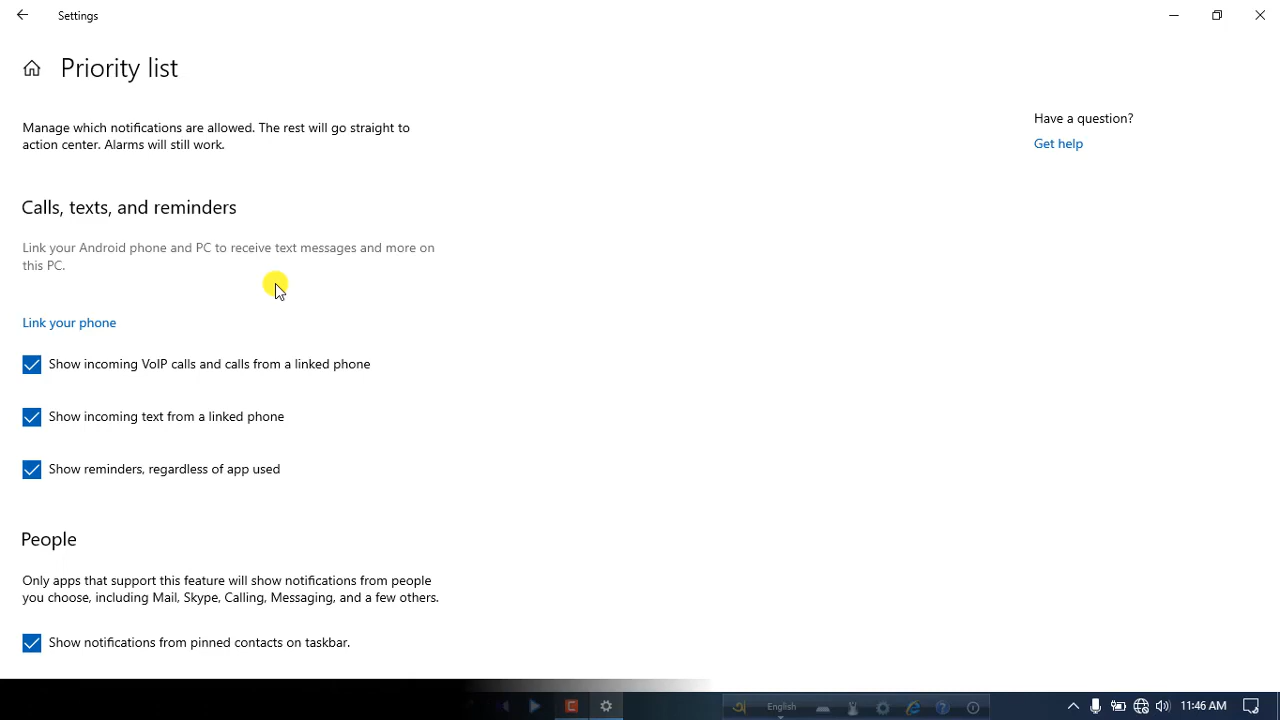 Settings
Priority list
Manage which notifications are allowed. The rest will go straight to
action center. Alarms will still work.
Have a question?
Get help
Calls, texts, and reminders
Link your Android phone and PC to receive text messages and more on
this PC.
Link your phone
Show incoming VoIP calls and calls from a linked phone
Show incoming text from a linked phone
Show reminders, regardless of app used
People
Only apps that support this feature will show notifications from people
you choose, including Mail, Skype, Calling, Messaging, and a few others.
Show notifications from pinned contacts on taskbar.
English
11:46 AM